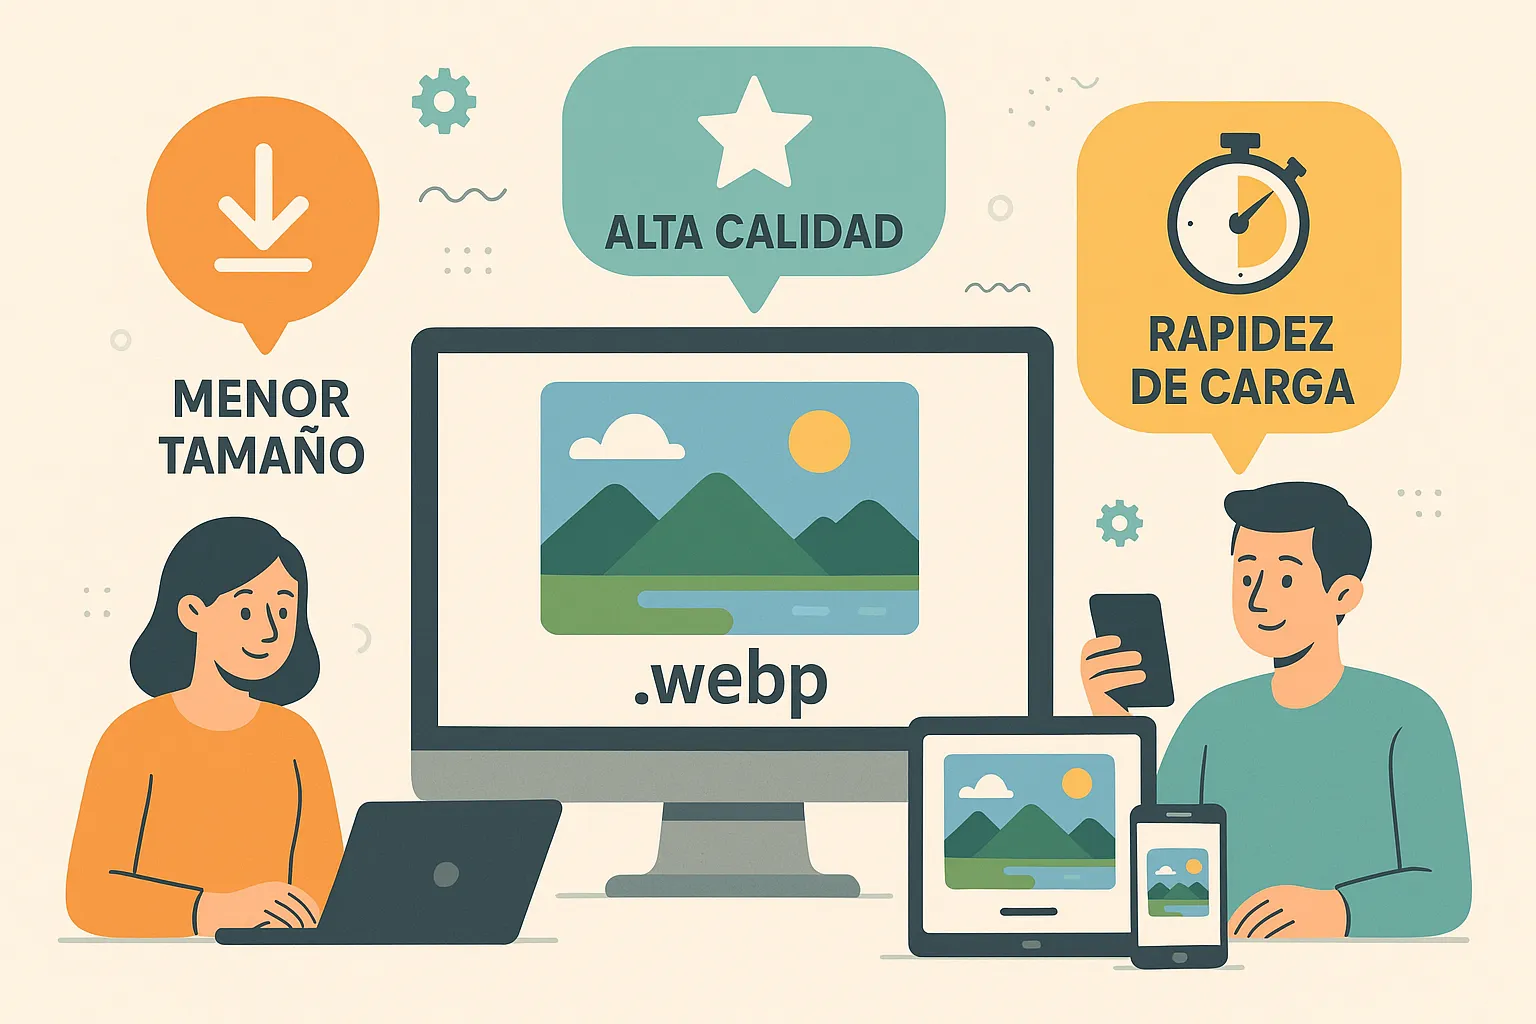 MENOR
TAMAÑO
ALTA CALIDAD
RAPIDEZ
DE CARGA
.webp